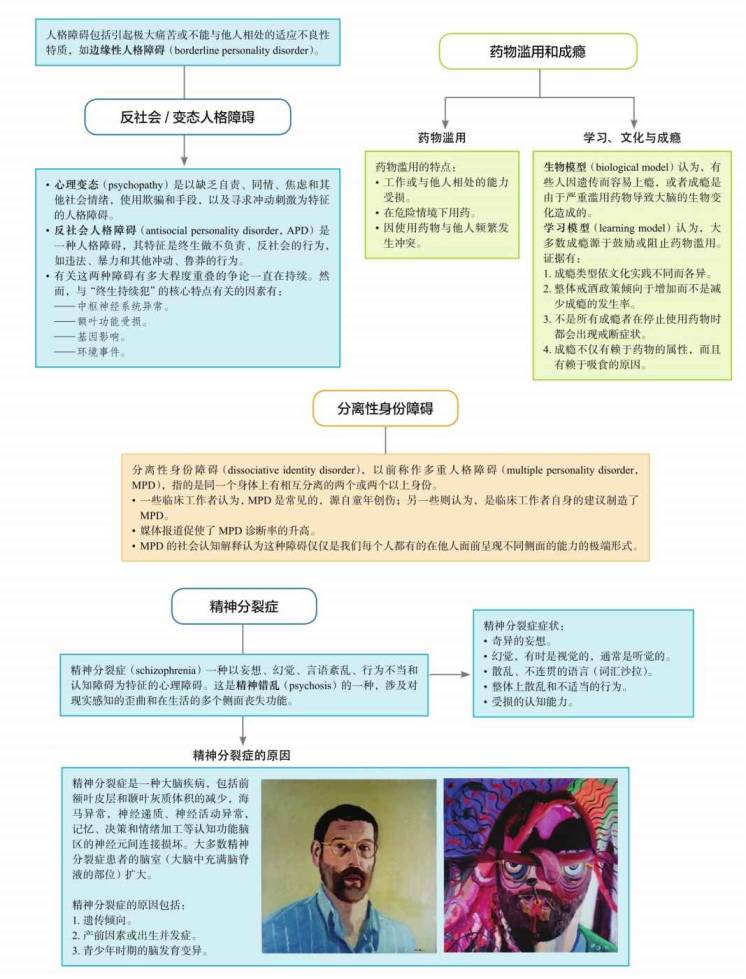 人格障碍包括引起极大痛苦或不能与他人相处的适应不良性
特质，如边缘性人格障碍（borderline personality disorder）。
反社会 / 变态人格障碍
• 心理变态（psychopathy）是以缺乏自责、同情、焦虑和其
他社会情绪，使用欺骗和手段，以及寻求冲动刺激为特征
的人格障碍。
• 反社会人格障碍（antisocial personality disorder，APD）是
一种人格障碍，其特征是终生做不负责、反社会的行为，
如违法、暴力和其他冲动、鲁莽的行为。
• 有关这两种障碍有多大程度重叠的争论一直在持续。然
而，与“终生持续犯”的核心特点有关的因素有：
——中枢神经系统异常。
——额叶功能受损。
——基因影响。
——环境事件。
药物滥用和成瘾
药物滥用
药物滥用的特点：
• 工作或与他人相处的能力
受损。
• 在危险情境下用药。
• 因使用药物与他人频繁发
生冲突。
学习、文化与成瘾
生物模型（biological model）认为，有
些人因遗传而容易上瘾，或者成瘾是
由于严重滥用药物导致大脑的生物变
化造成的。
学习模型（learning model）认为，大
多数成瘾源于鼓励或阻止药物滥用。
证据有：
1. 成瘾类型依文化实践不同而各异。
2. 整体戒酒政策倾向于增加而不是减
少成瘾的发生率。
3. 不是所有成瘾者在停止使用药物时
都会出现戒断症状。
4. 成瘾不仅有赖于药物的属性，而且
有赖于吸食的原因。
分离性身份障碍
分离性身份障碍（dissociative identity disorder），以前称作多重人格障碍（multiple personality disorder，
MPD），指的是同一个身体上有相互分离的两个或两个以上身份。
• 一些临床工作者认为，MPD 是常见的，源自童年创伤；另一些则认为，是临床工作者自身的建议制造了
MPD。
• 媒体报道促使了 MPD 诊断率的升高。
• MPD 的社会认知解释认为这种障碍仅仅是我们每个人都有的在他人面前呈现不同侧面的能力的极端形式。
精神分裂症
精神分裂症（schizophrenia）一种以妄想、幻觉、言语紊乱、行为不当和
认知障碍为特征的心理障碍。这是精神错乱（psychosis）的一种，涉及对
现实感知的歪曲和在生活的多个侧面丧失功能。
精神分裂症症状：
• 奇异的妄想。
• 幻觉，有时是视觉的，通常是听觉的。
• 散乱、不连贯的语言（词汇沙拉）。
• 整体上散乱和不适当的行为。
• 受损的认知能力。
精神分裂症的原因
精神分裂症是一种大脑疾病，包括前
额叶皮层和颞叶灰质体积的减少，海
马异常，神经递质、神经活动异常，
记忆、决策和情绪加工等认知功能脑
区的神经元间连接损坏。大多数精神
分裂症患者的脑室（大脑中充满脑脊
液的部位）扩大。
精神分裂症的原因包括：
1. 遗传倾向。
2. 产前因素或出生并发症。
3. 青少年时期的脑发育变异。